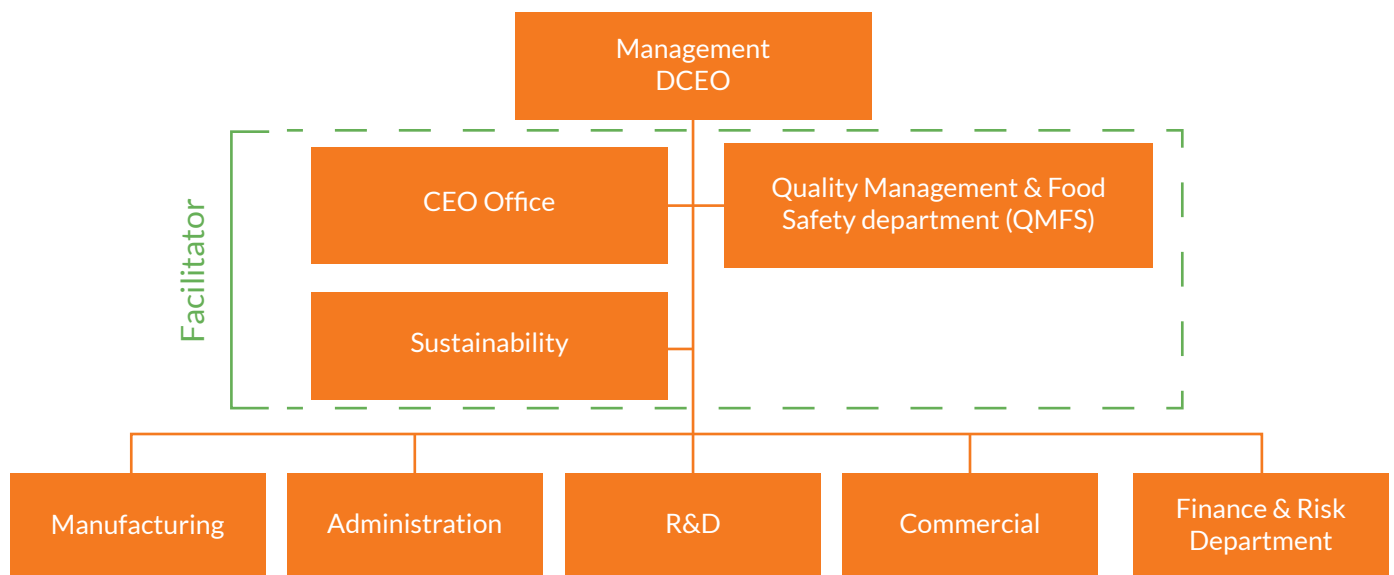 Management
DCEO
Facilitator
CEO Office
Quality Management & Food
Safety department (QMFS)
Sustainability
Manufacturing
Administration
R&D
Commercial
Finance & Risk
Department